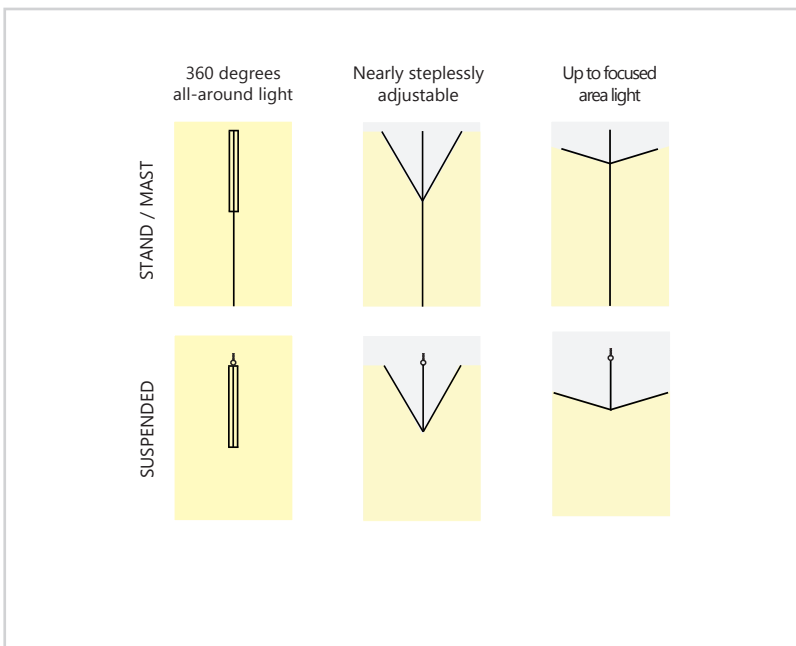 360 degrees
all-around light
Nearly steplessly
adjustable
Up to focused
area light
STAND / MAST
SUSPENDED